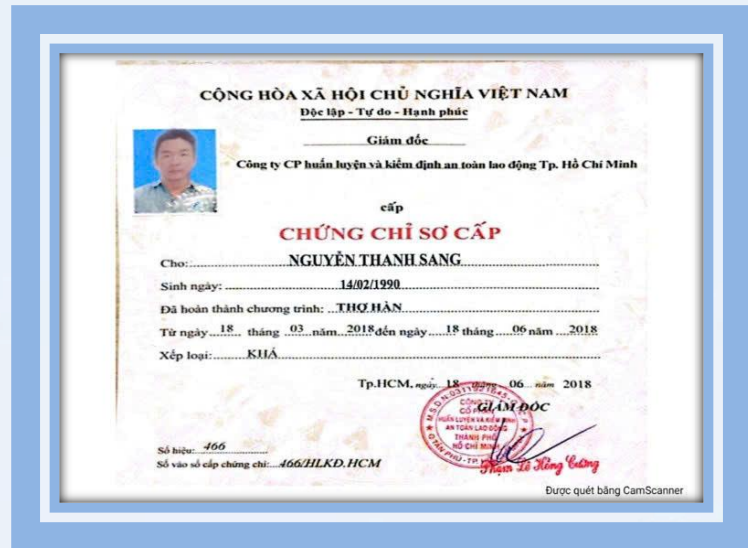 CỘNG HÒA XÃ HỘI CHỦ NGHĨA VIỆT NAM
Độc lập - Tự do - Hạnh phúc
Giám đốc
Công ty CP huấn luyện và kiểm định an toàn lao động Tp. Hồ Chí Minh
cấp
CHỨNG CHỈ SƠ CẤP
Cho: NGUYỄN THANH SANG
Sinh ngày: 14/02/1990
Đã hoàn thành chương trình: THỢ HÀN
Từ ngày 18 tháng 03 năm 2018 đến ngày 18 tháng 06 năm 2018
Xếp loại: KHÁ
Tp.HCM, ngày 18 tháng 06 năm 2018
GIÁM ĐỐC
CÔNG TY
CỔ PHẦN
HUẤN LUYỆN VÀ KIỂM ĐỊNH
AN TOÀN LAO ĐỘNG
THÀNH PHỐ
HỒ CHÍ MINH
Phạm Lê Hồng Cường
Số hiệu: 466
Số vào sổ cấp chứng chỉ: 466/HLKD.HCM
Được quét bằng CamScanner